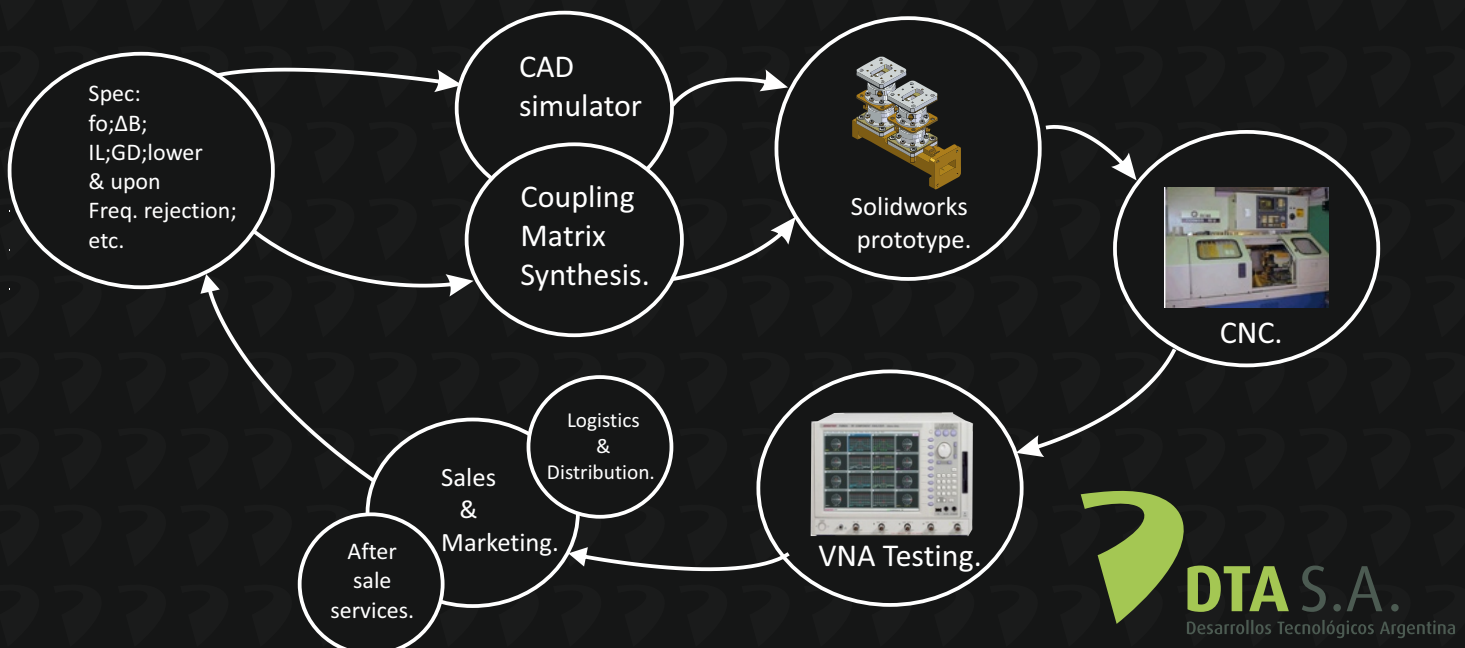 Spec:
fo;ΔB;
IL;GD;lower
& upon
Freq. rejection;
etc.
CAD
simulator
Coupling
Matrix
Synthesis.
Solidworks
prototype.
CNC.
VNA Testing.
Logistics
&
Distribution.
Sales
&
Marketing.
After
sale
services.
DTA S.A.
Desarrollos Tecnológicos Argentina